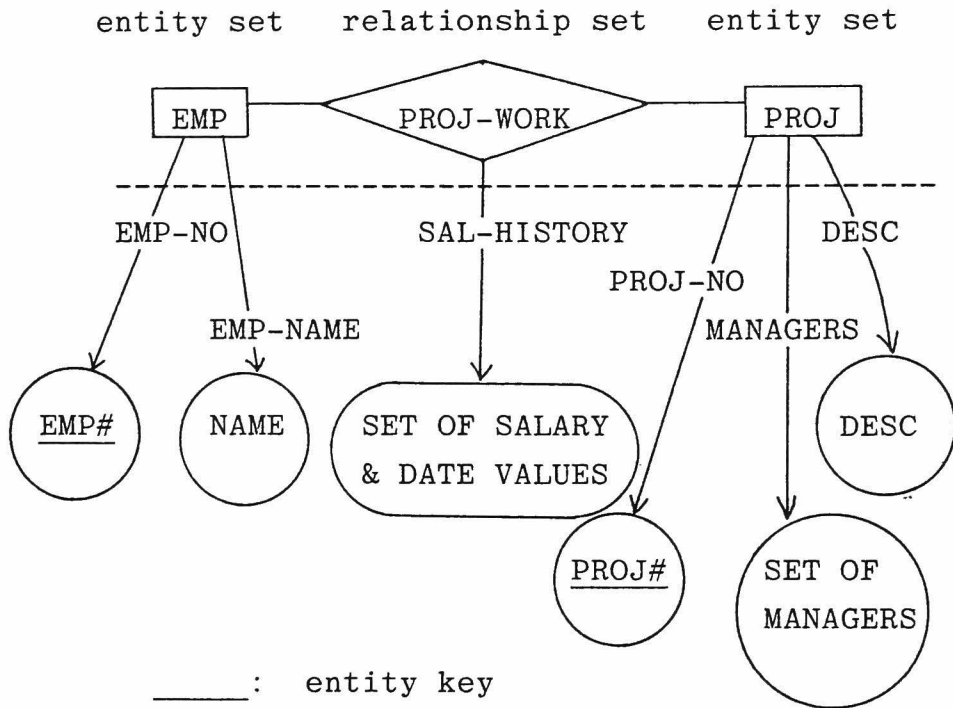 entity set relationship set entity set
EMP PROJ-WORK PROJ
EMP-NO SAL-HISTORY DESC
PROJ-NO
EMP-NAME MANAGERS
EMP# NAME SET OF SALARY DESC
& DATE VALUES
PROJ# SET OF
MANAGERS
: entity key